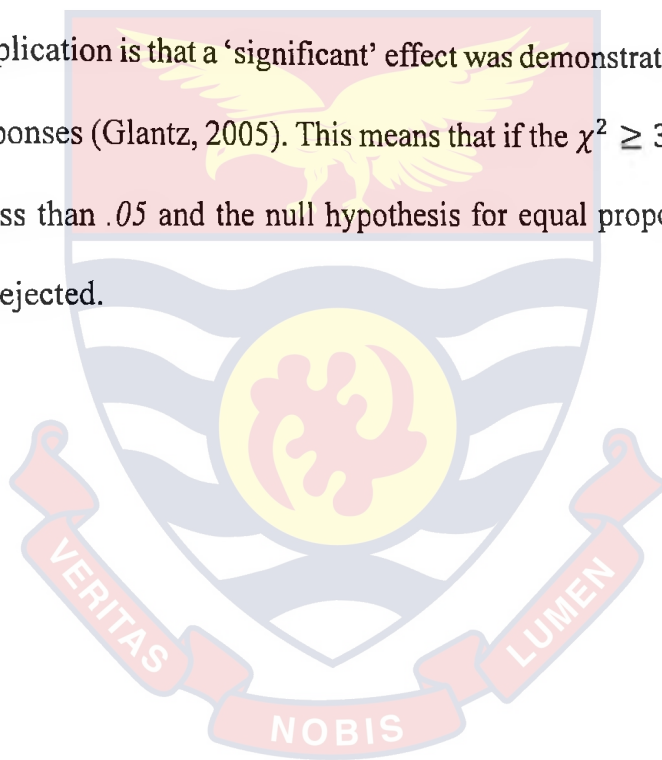 plication is that a ‘significant’ effect was demonstrat
ponses (Glantz, 2005). This means that if the χ² ≥ 3
ss than .05 and the null hypothesis for equal propo
ejected.
VERITAS
NOBIS
LUMEN